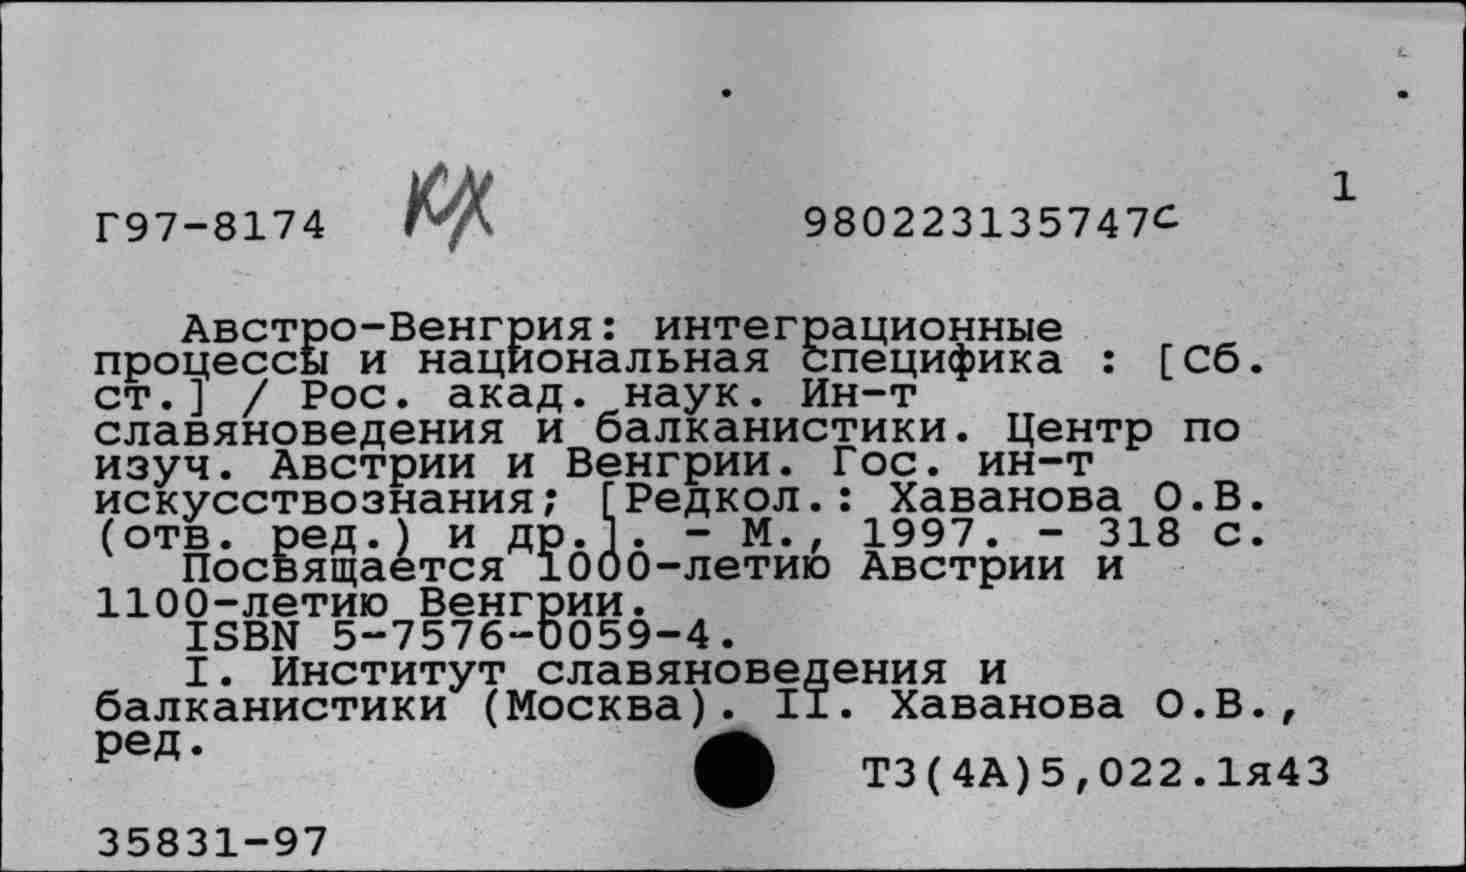 1
Г97-8174 КХ 980223135747С
Австро-Венгрия: интеграционные
процессы и национальная специфика : [Сб.
ст.] / Рос. акад. наук. Ин-т
славяноведения и балканистики. Центр по
изуч. Австрии и Венгрии. Гос. ин-т
искусствознания; [Редкол.: Хаванова О.В.
(отв. ред.) и др.]. - М., 1997. - 318 с.
Посвящается 1000-летию Австрии и
1100-летию Венгрии.
ISBN 5-7576-0059-4.
I. Институт славяноведения и
балканистики (Москва). II. Хаванова О.В.,
ред.
Т3(4А)5,022.1я43
35831-97